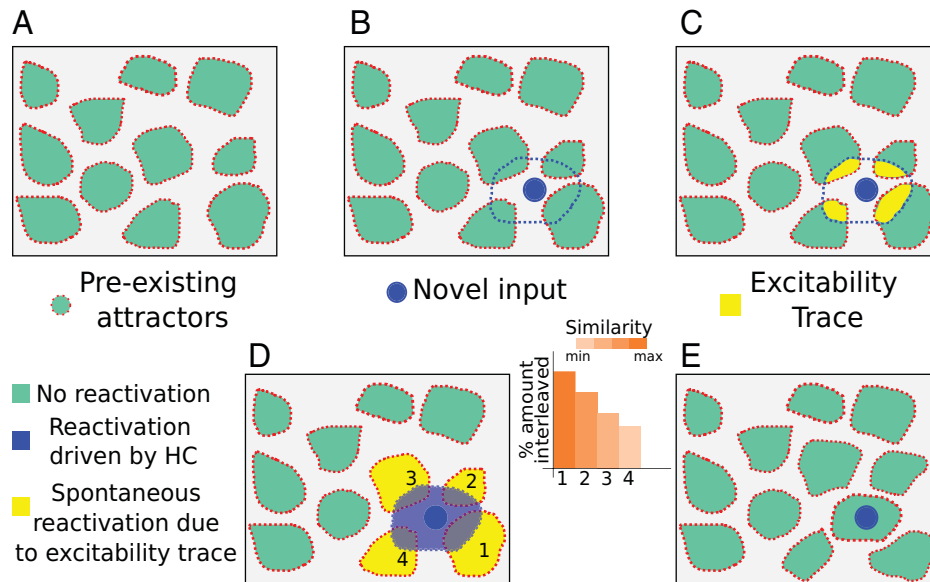 A
B
C
Pre-existing
attractors
Novel input
Excitability
Trace
No reactivation
Reactivation
driven by HC
Spontaneous
reactivation due
to excitability trace
D
3
2
4
1
Similarity
min max
% amount
interleaved
1 2 3 4
E